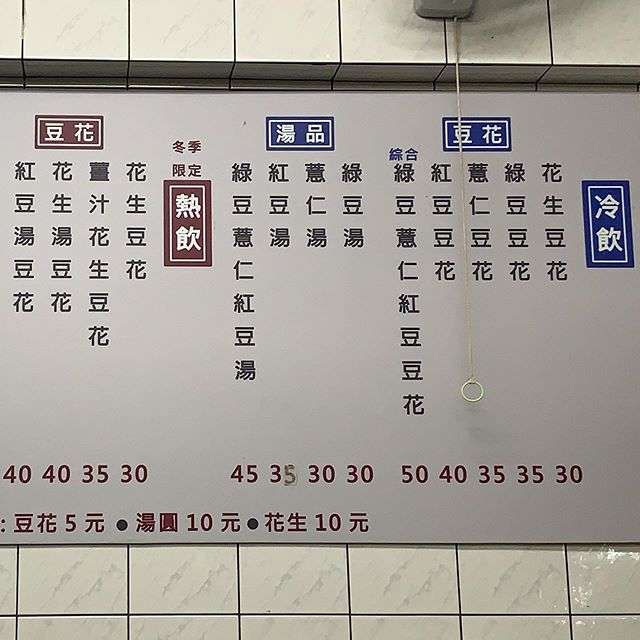 冷飲
豆花
花生豆花 30
綠豆花 35
薏仁豆花 35
紅豆豆花 40
綜合
綠豆薏仁紅豆豆花 50
湯品
綠豆湯 30
薏仁湯 30
紅豆湯 35
綠豆薏仁紅豆湯 45
冬季
限定
熱飲
豆花
花生豆花 30
薑汁花生豆花 35
花生湯豆花 40
紅豆湯豆花 40
: 豆花 5 元 ●湯圓 10 元●花生 10 元